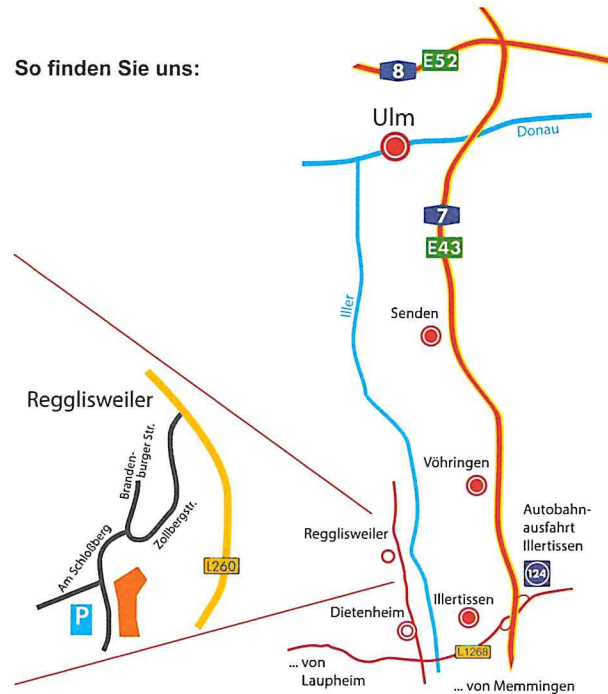 So finden Sie uns:
8
E52
Ulm
Donau
7
E43
Iller
Senden
Regglisweiler
Branden-
burger Str.
Zollbergstr.
Am Schloßberg
L260
P
Vöhringen
Autobahn-
ausfahrt
Illertissen
124
Regglisweiler
Dietenheim
Illertissen
L1268
... von
Laupheim
... von Memmingen